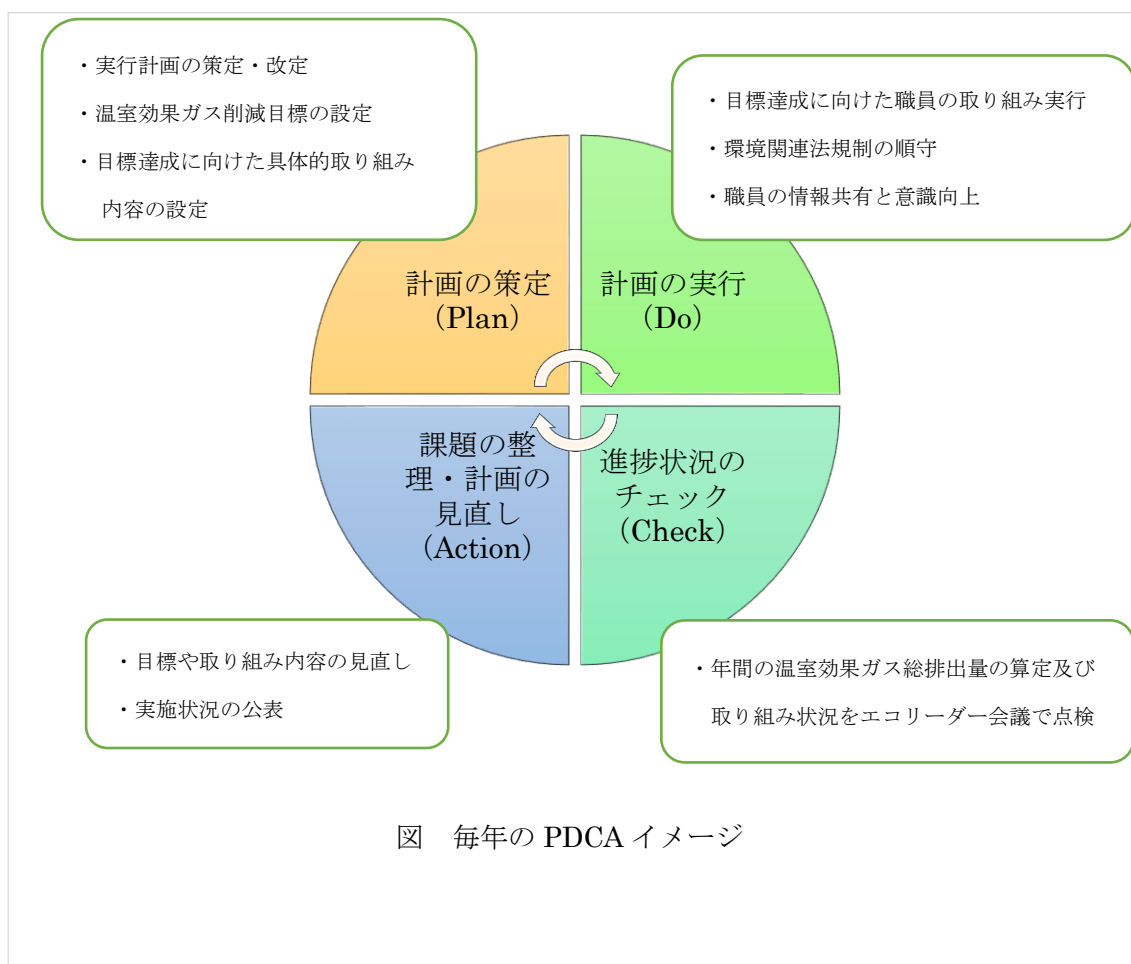 ・実行計画の策定・改定
・温室効果ガス削減目標の設定
・目標達成に向けた具体的取り組み
内容の設定
・目標達成に向けた職員の取り組み実行
・環境関連法規制の順守
・職員の情報共有と意識向上
計画の策定
（Plan）
計画の実行
（Do）
課題の整
理・計画の
見直し
（Action）
進捗状況の
チェック
（Check）
・目標や取り組み内容の見直し
・実施状況の公表
・年間の温室効果ガス総排出量の算定及び
取り組み状況をエコリーダー会議で点検
図　毎年の PDCA イメージ